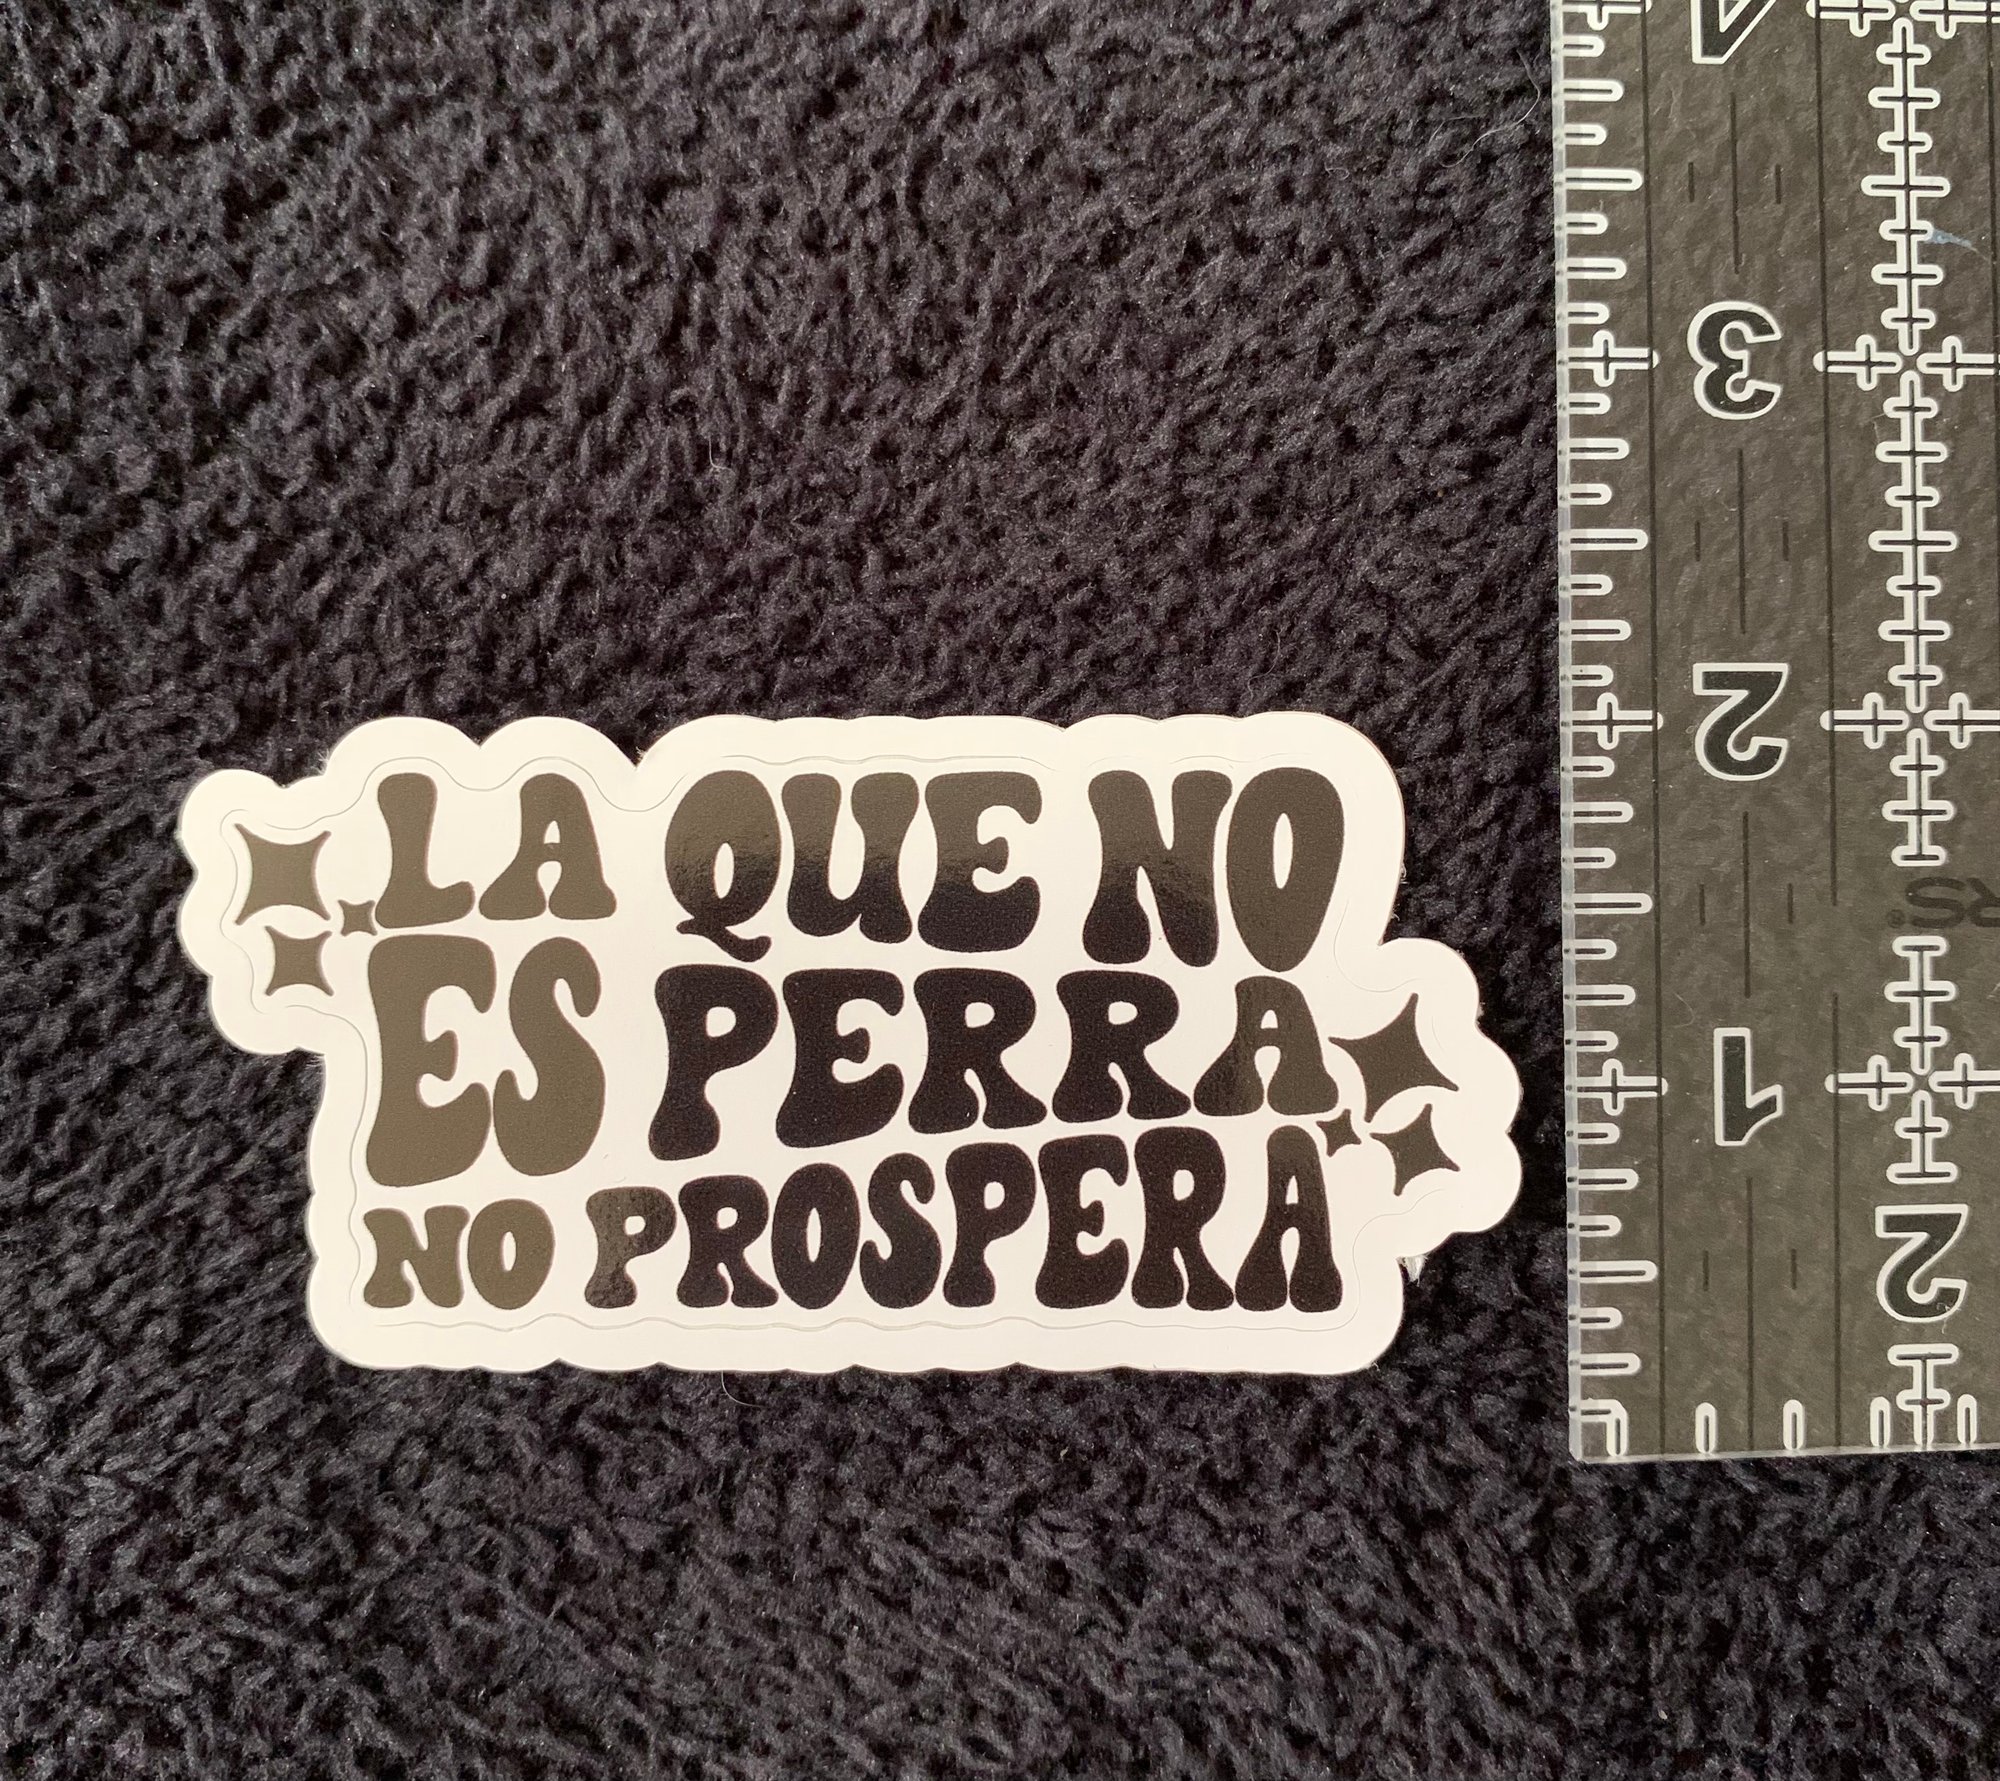 LA QUE NO
ES PERRA
NO PROSPERA
4
3
2
1
2